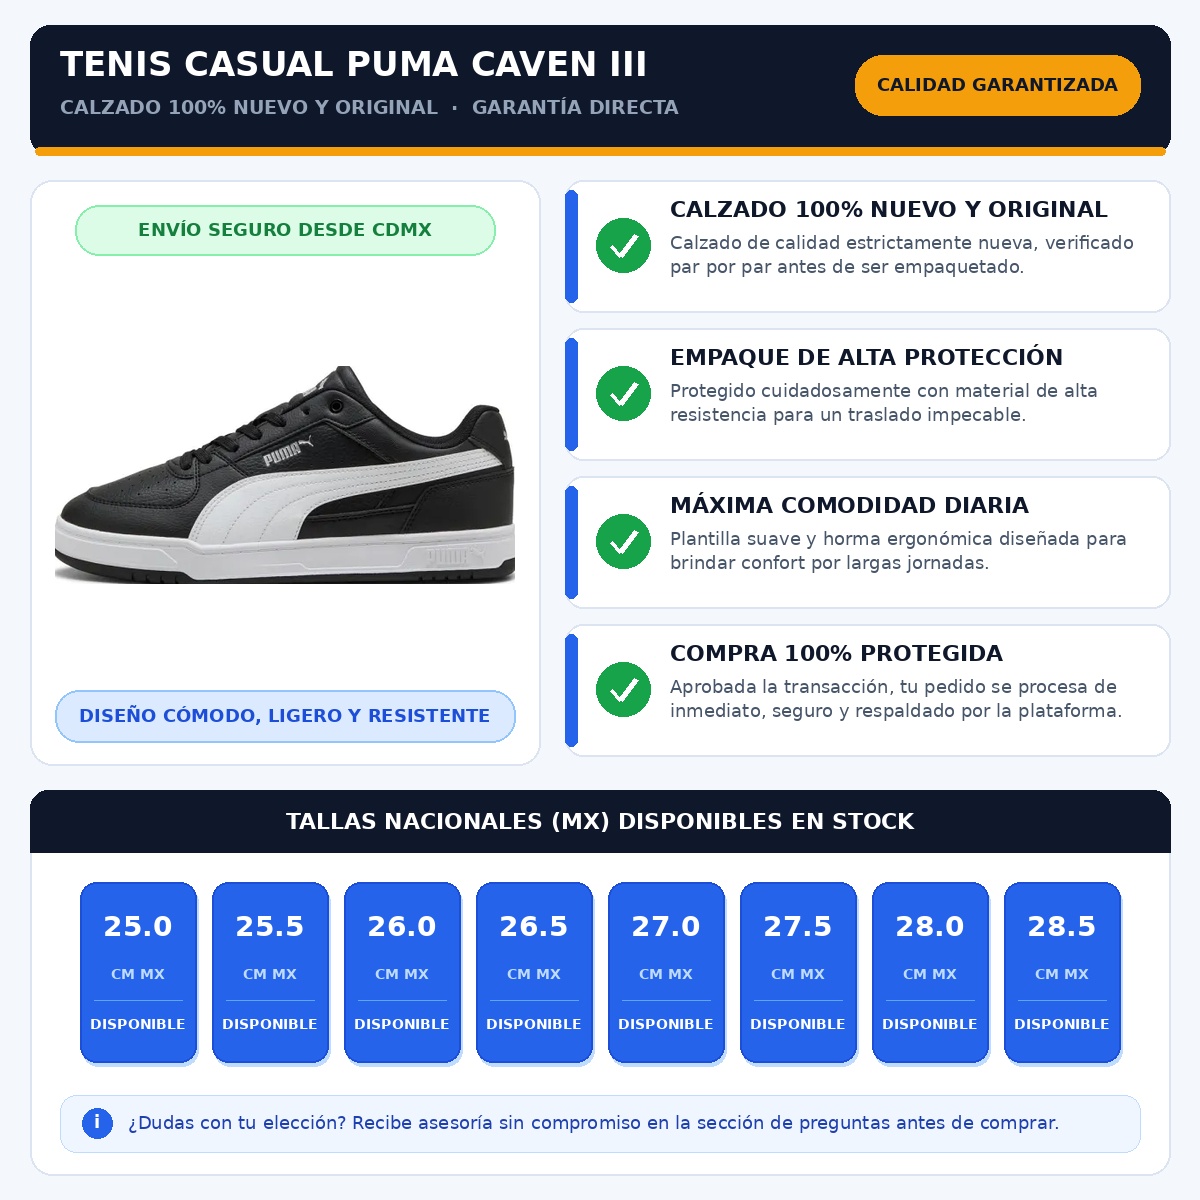 TENIS CASUAL PUMA CAVEN III
CALZADO 100% NUEVO Y ORIGINAL · GARANTÍA DIRECTA
CALIDAD GARANTIZADA
ENVÍO SEGURO DESDE CDMX
PUMA
PUMA
DISEÑO CÓMODO, LIGERO Y RESISTENTE
CALZADO 100% NUEVO Y ORIGINAL
Calzado de calidad estrictamente nueva, verificado
par por par antes de ser empaquetado.
EMPAQUE DE ALTA PROTECCIÓN
Protegido cuidadosamente con material de alta
resistencia para un traslado impecable.
MÁXIMA COMODIDAD DIARIA
Plantilla suave y horma ergonómica diseñada para
brindar confort por largas jornadas.
COMPRA 100% PROTEGIDA
Aprobada la transacción, tu pedido se procesa de
inmediato, seguro y respaldado por la plataforma.
TALLAS NACIONALES (MX) DISPONIBLES EN STOCK
25.0 25.5 26.0 26.5 27.0 27.5 28.0 28.5
CM MX CM MX CM MX CM MX CM MX CM MX CM MX CM MX
DISPONIBLE DISPONIBLE DISPONIBLE DISPONIBLE DISPONIBLE DISPONIBLE DISPONIBLE DISPONIBLE
i ¿Dudas con tu elección? Recibe asesoría sin compromiso en la sección de preguntas antes de comprar.